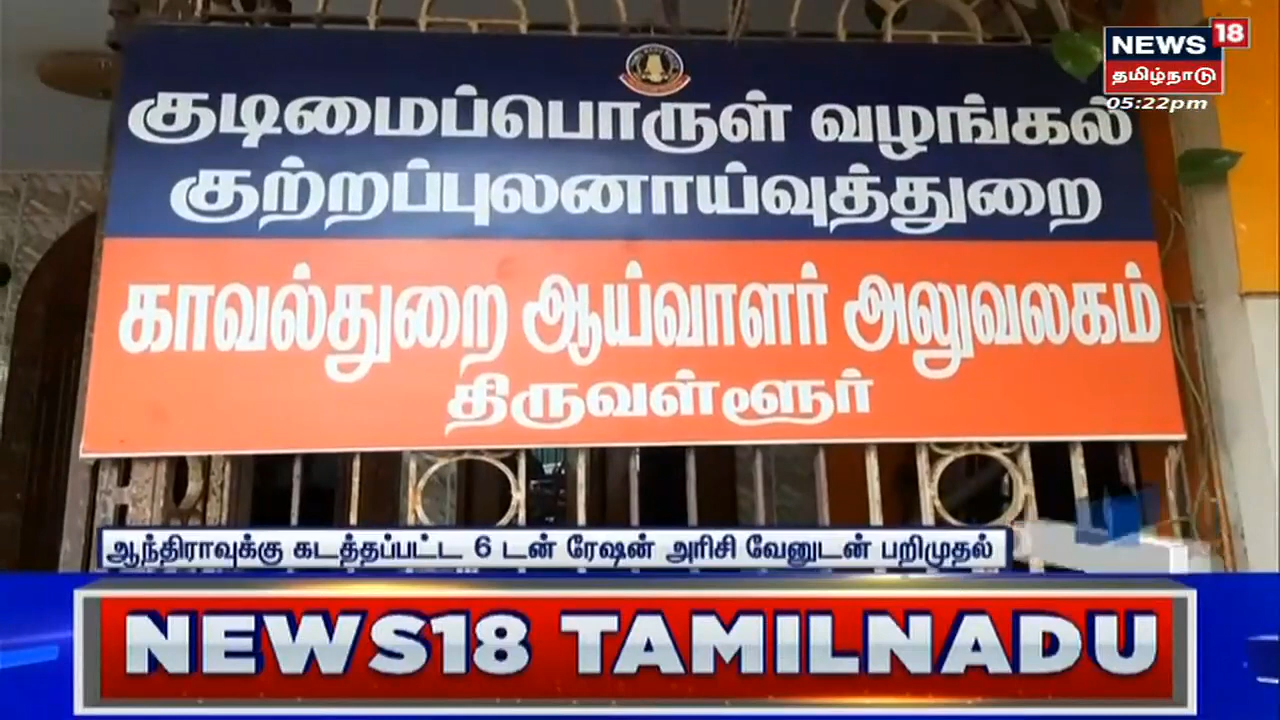 NEWS 18
தமிழ்நாடு
05:22pm
குடிமைப்பொருள் வழங்கல்
குற்றப்புலனாய்வுத்துறை
காவல்துறை ஆய்வாளர் அலுவலகம்
திருவள்ளூர்
ஆந்திராவுக்கு கடத்தப்பட்ட 6 டன் ரேஷன் அரிசி வேனுடன் பறிமுதல்
NEWS18 TAMILNADU